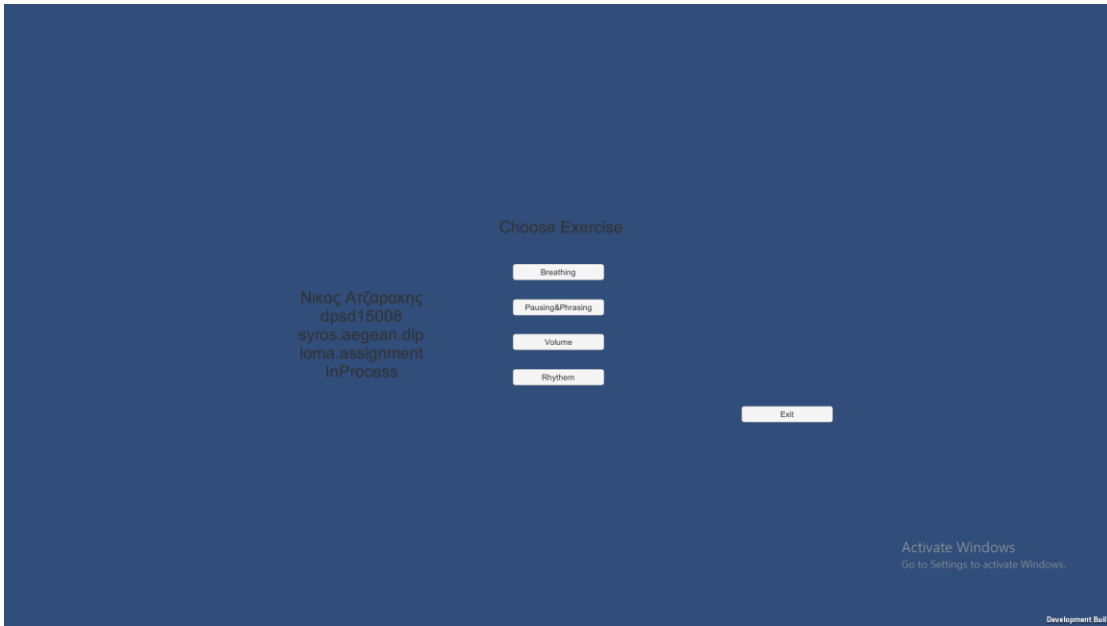 Choose Exercise
Breathing
Pausing&Phrasing
Volume
Rhythem
Νικος Ατζαρακης
dpsd15008
syros.aegean.dip
loma.assignment
InProcess
Exit
Activate Windows
Go to Settings to activate Windows.
Development Buil